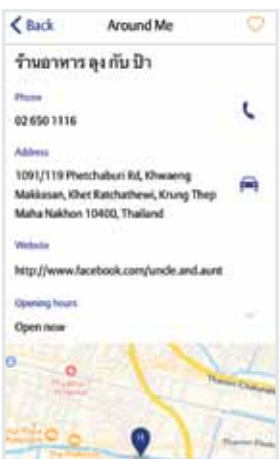 Back
Around Me
ร้านอาหาร ลุง กับ ป้า
Phone
02 650 1116
Address
1091/119 Phetchaburi Rd, Khwaeng
Makkasan, Khet Ratchathewi, Krung Thep
Maha Nakhon 10400, Thailand
Website
http://www.facebook.com/uncle.and.aunt
Opening hours
Open now